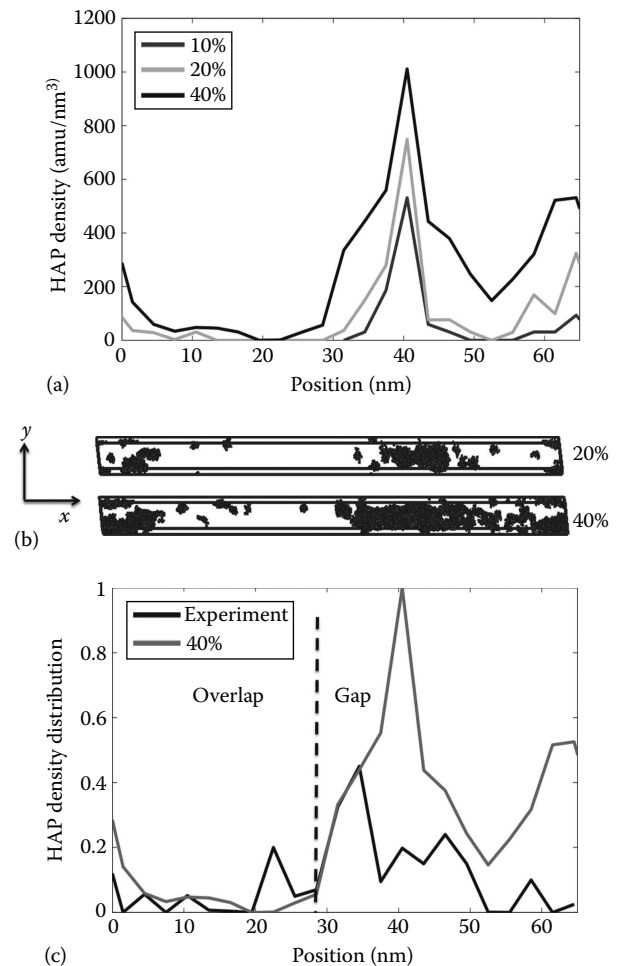 1200
1000
800
600
400
200
0
HAP density (amu/nm³)
10%
20%
40%
0 10 20 30 40 50 60
Position (nm)
(a)
y
x
20%
40%
(b)
1
0.8
0.6
0.4
0.2
0
HAP density distribution
Experiment
40%
Overlap
Gap
0 10 20 30 40 50 60
Position (nm)
(c)